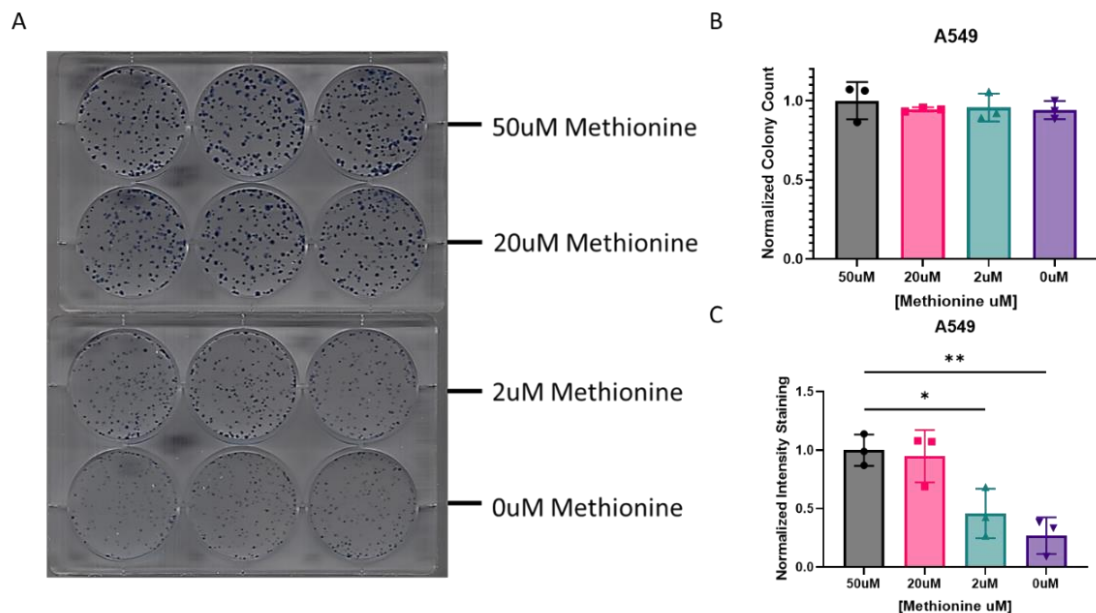 A
50uM Methionine
20uM Methionine
2uM Methionine
0uM Methionine
B
A549
Normalized Colony Count
1.0
0.5
0.0
50uM 20uM 2uM 0uM
[Methionine uM]
C
A549
**
*
Normalized Intensity Staining
1.5
1.0
0.5
0.0
50uM 20uM 2uM 0uM
[Methionine uM]